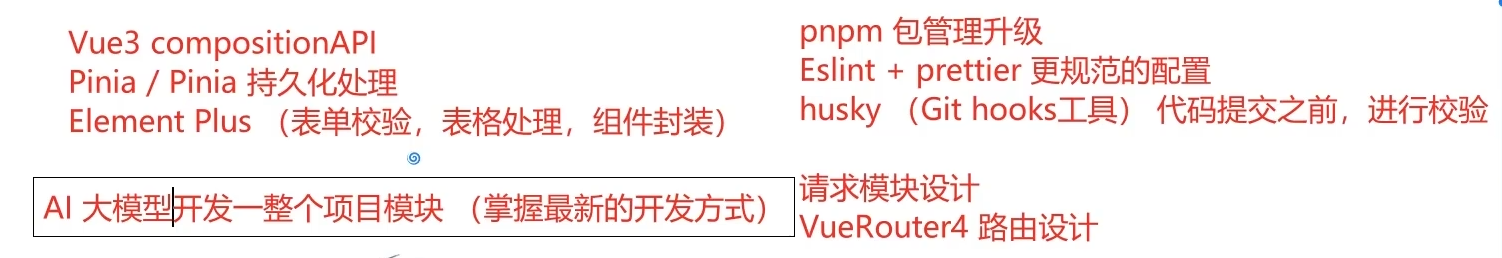 Vue3 compositionAPI
Pinia / Pinia 持久化处理
Element Plus （表单校验，表格处理，组件封装）
AI 大模型开发一整个项目模块 （掌握最新的开发方式）
pnpm 包管理升级
Eslint + prettier 更规范的配置
husky （Git hooks工具） 代码提交之前，进行校验
请求模块设计
VueRouter4 路由设计